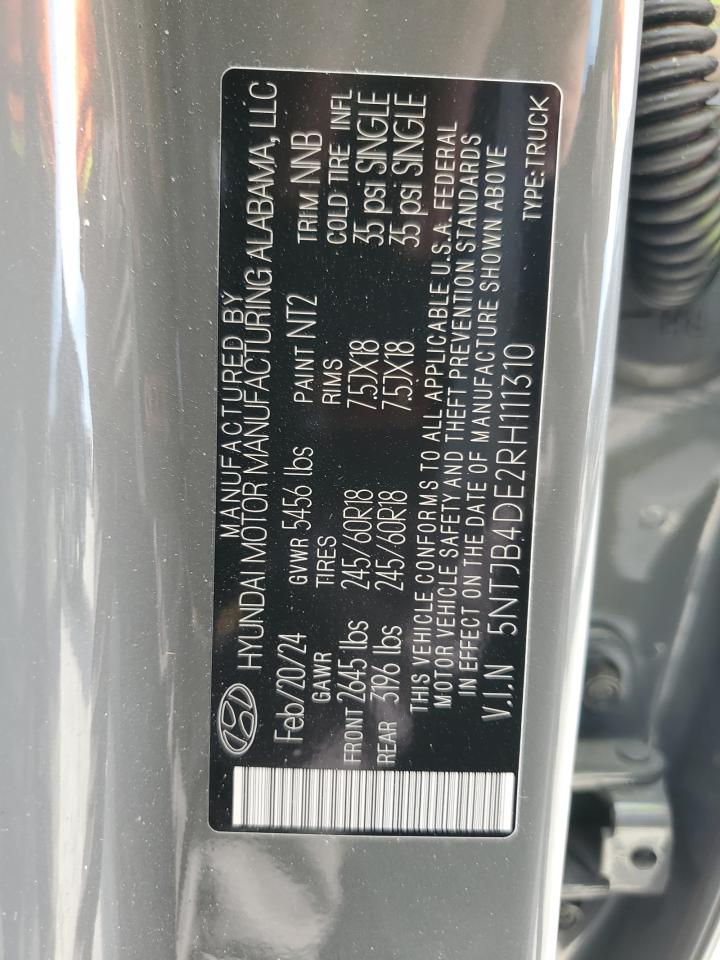 MANUFACTURED BY
HYUNDAI MOTOR MANUFACTURING ALABAMA, LLC
Feb/20/24 GVWR 5456 lbs PAINT NT2 TRIM NNB
GAWR TIRES RIMS COLD TIRE INFL
FRONT 2645 lbs 245/60R18 7.5JX18 35 psi SINGLE
REAR 3196 lbs 245/60R18 7.5JX18 35 psi SINGLE
THIS VEHICLE CONFORMS TO ALL APPLICABLE U.S.A. FEDERAL
MOTOR VEHICLE SAFETY AND THEFT PREVENTION STANDARDS
IN EFFECT ON THE DATE OF MANUFACTURE SHOWN ABOVE
V.I.N 5NTJB4DE2RH111310 TYPE:TRUCK